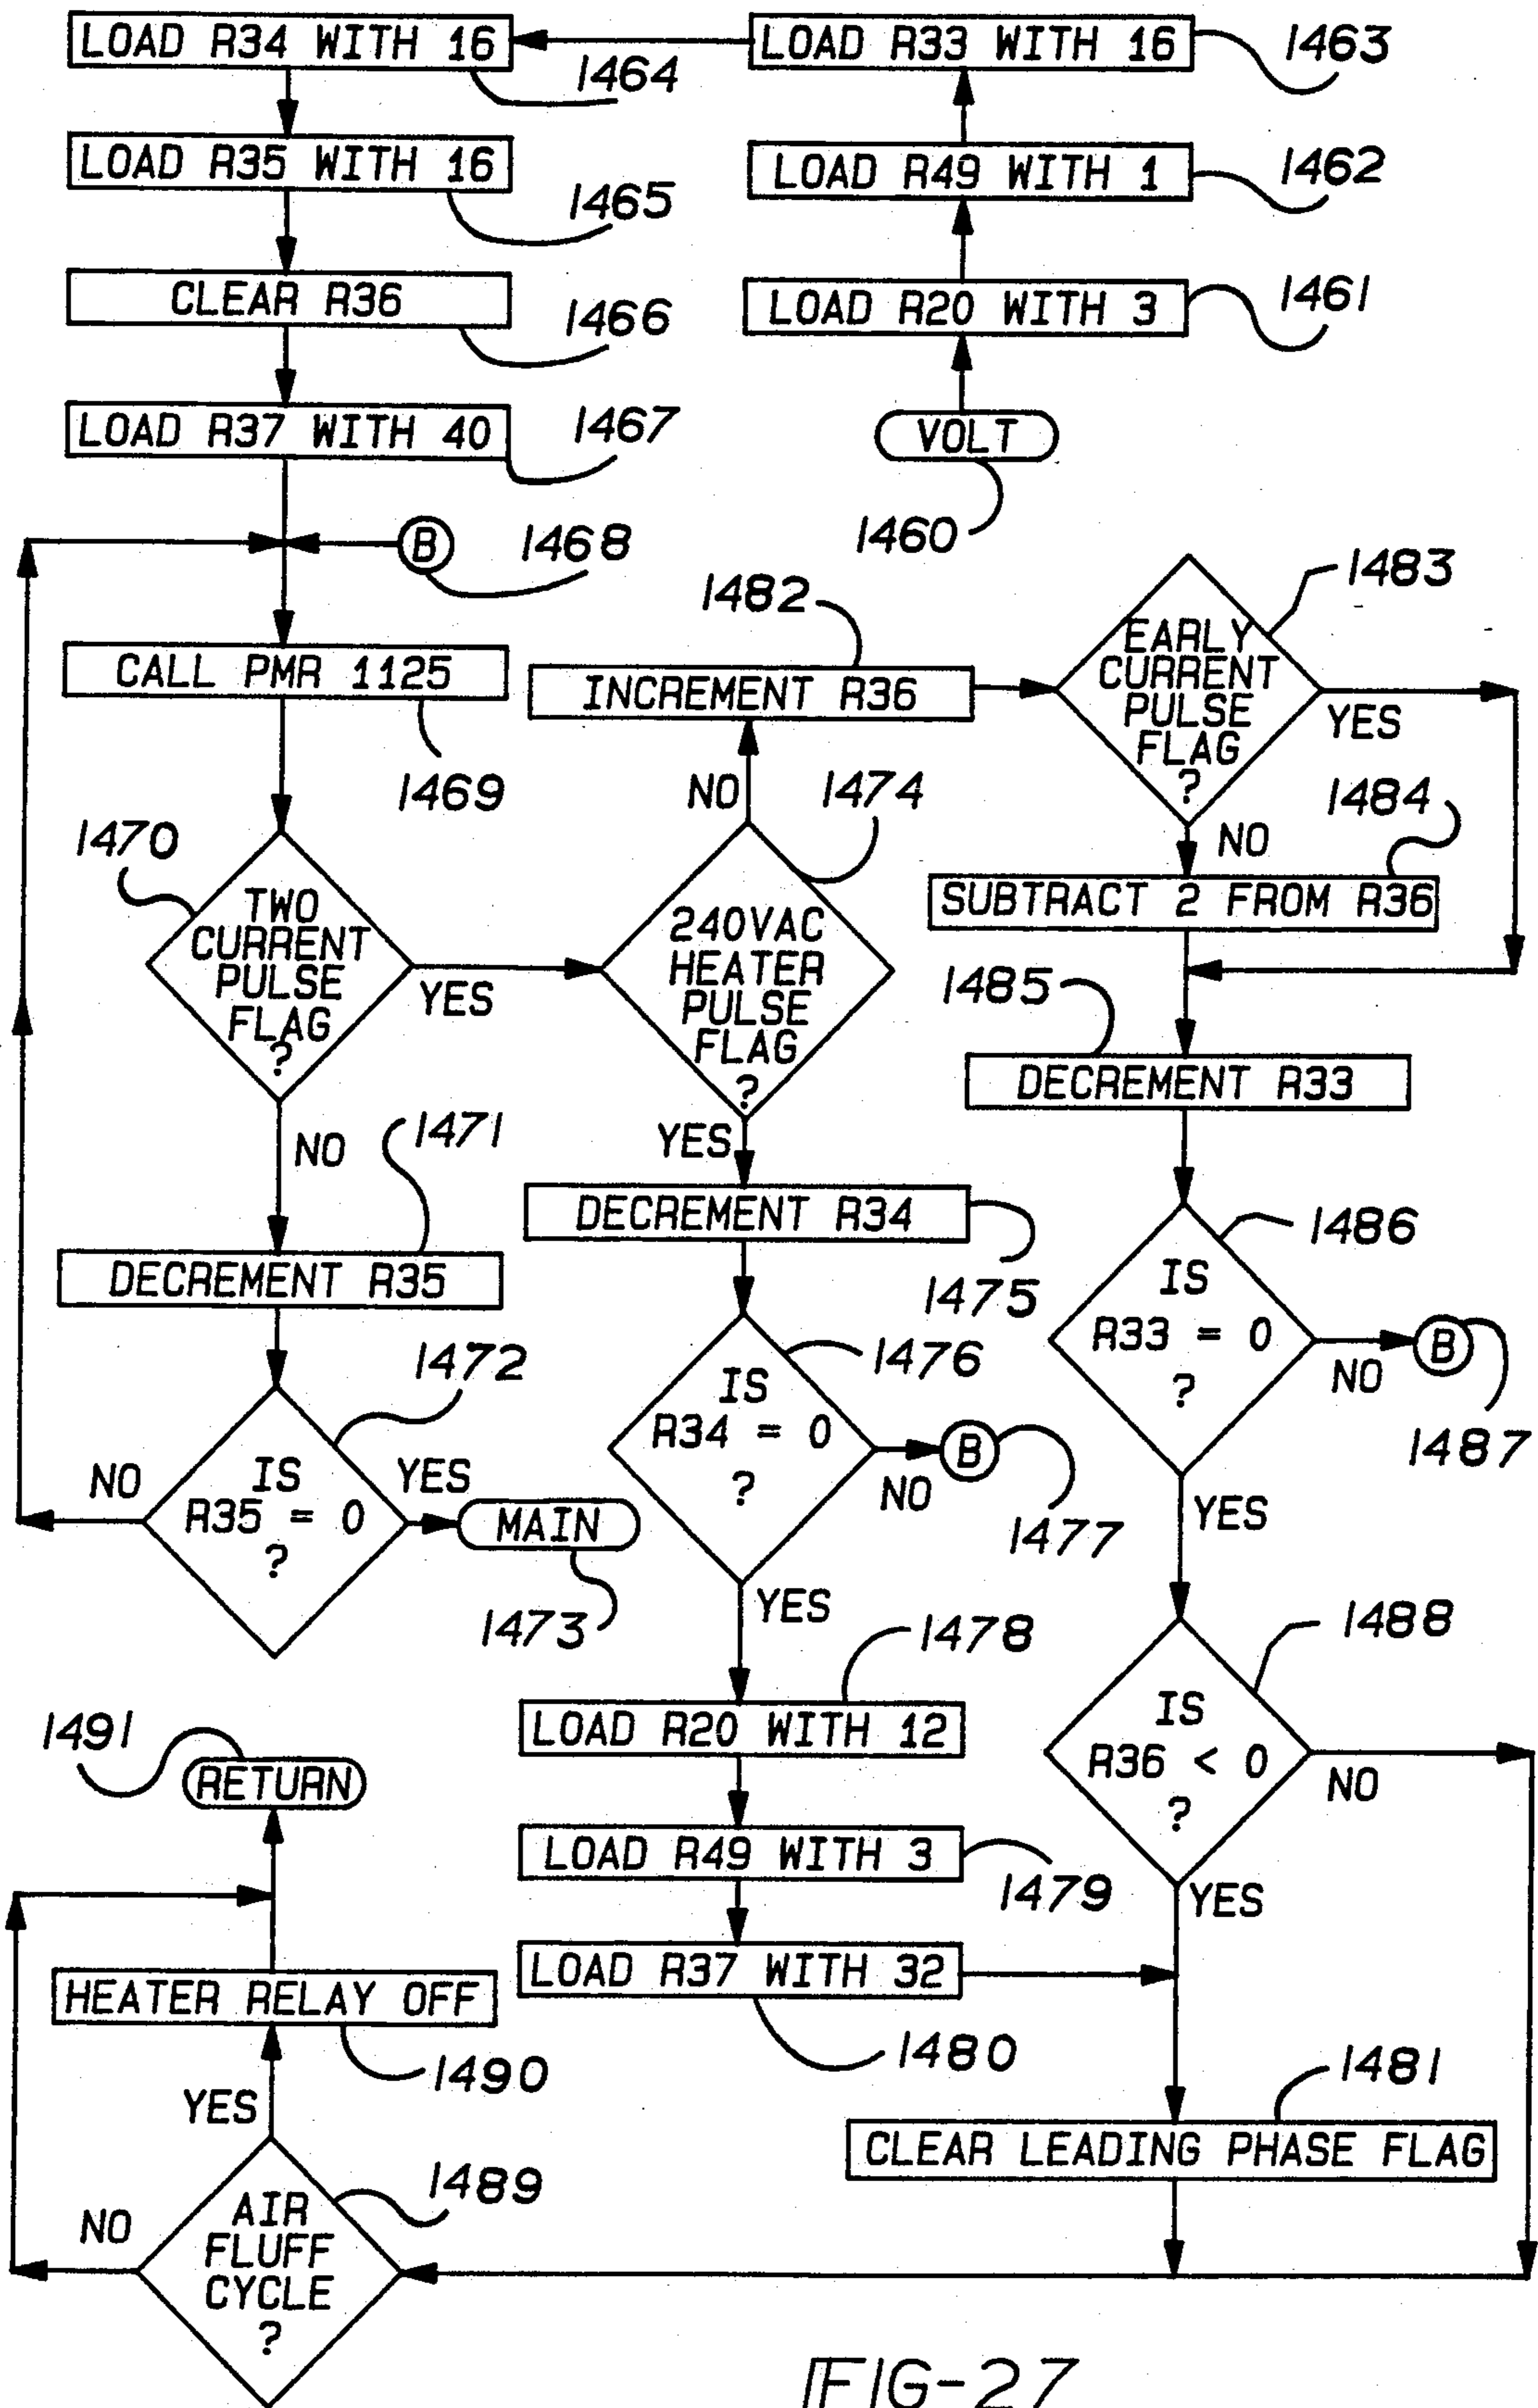 LOAD R34 WITH 16
1464
LOAD R33 WITH 16
1463
LOAD R35 WITH 16
1465
LOAD R49 WITH 1
1462
CLEAR R36
1466
LOAD R20 WITH 3
1461
LOAD R37 WITH 40
1467
VOLT
1460
B
1468
CALL PMR 1125
1469
1482
INCREMENT R36
1483
EARLY
CURRENT
PULSE
FLAG
?
YES
NO
1484
SUBTRACT 2 FROM R36
1470
TWO
CURRENT
PULSE
FLAG
?
YES
NO
NO
1474
240VAC
HEATER
PULSE
FLAG
?
YES
1485
DECREMENT R33
1471
DECREMENT R35
DECREMENT R34
1475
1486
IS
R33 = 0
?
NO
B
1487
YES
1472
IS
R35 = 0
?
NO
YES
MAIN
1473
1476
IS
R34 = 0
?
NO
B
1477
YES
1478
LOAD R20 WITH 12
1488
IS
R36 < 0
?
NO
YES
1491
RETURN
LOAD R49 WITH 3
1479
HEATER RELAY OFF
1490
LOAD R37 WITH 32
1480
1481
CLEAR LEADING PHASE FLAG
YES
1489
AIR
FLUFF
CYCLE
?
NO
FIG-27